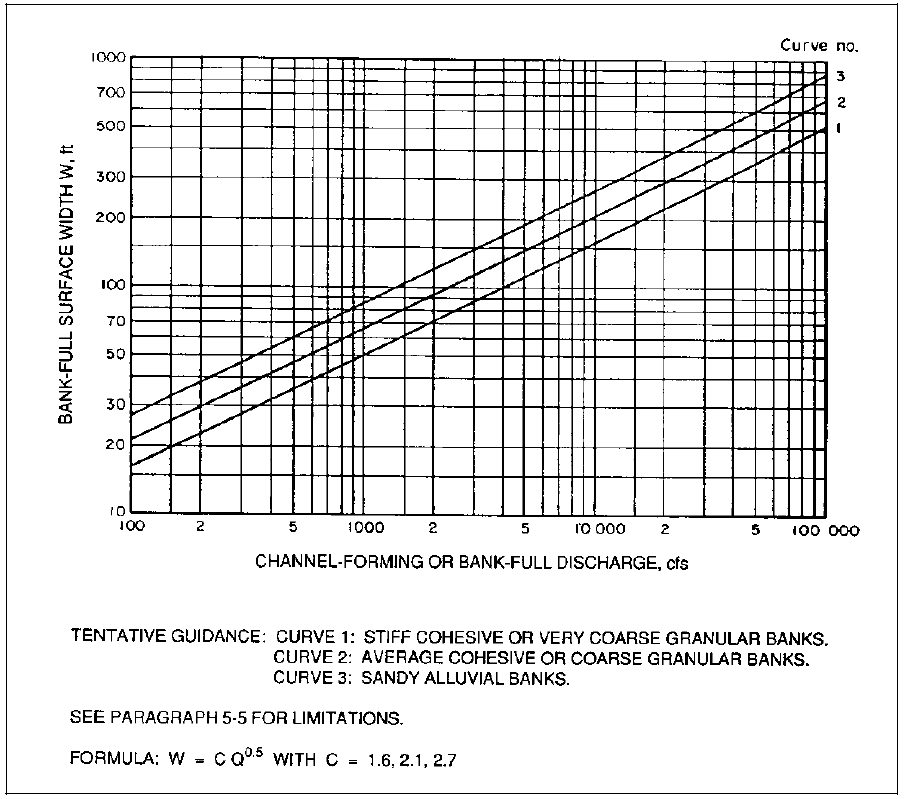 Curve no.
1000
700
500
300
200
100
70
50
30
20
10
BANK-FULL SURFACE WIDTH W, ft
3
2
1
100 2 5 1000 2 5 10 000 2 5 100 000
CHANNEL-FORMING OR BANK-FULL DISCHARGE, cfs
TENTATIVE GUIDANCE: CURVE 1: STIFF COHESIVE OR VERY COARSE GRANULAR BANKS.
CURVE 2: AVERAGE COHESIVE OR COARSE GRANULAR BANKS.
CURVE 3: SANDY ALLUVIAL BANKS.
SEE PARAGRAPH 5-5 FOR LIMITATIONS.
FORMULA: W = C Q^0.5 WITH C = 1.6, 2.1, 2.7